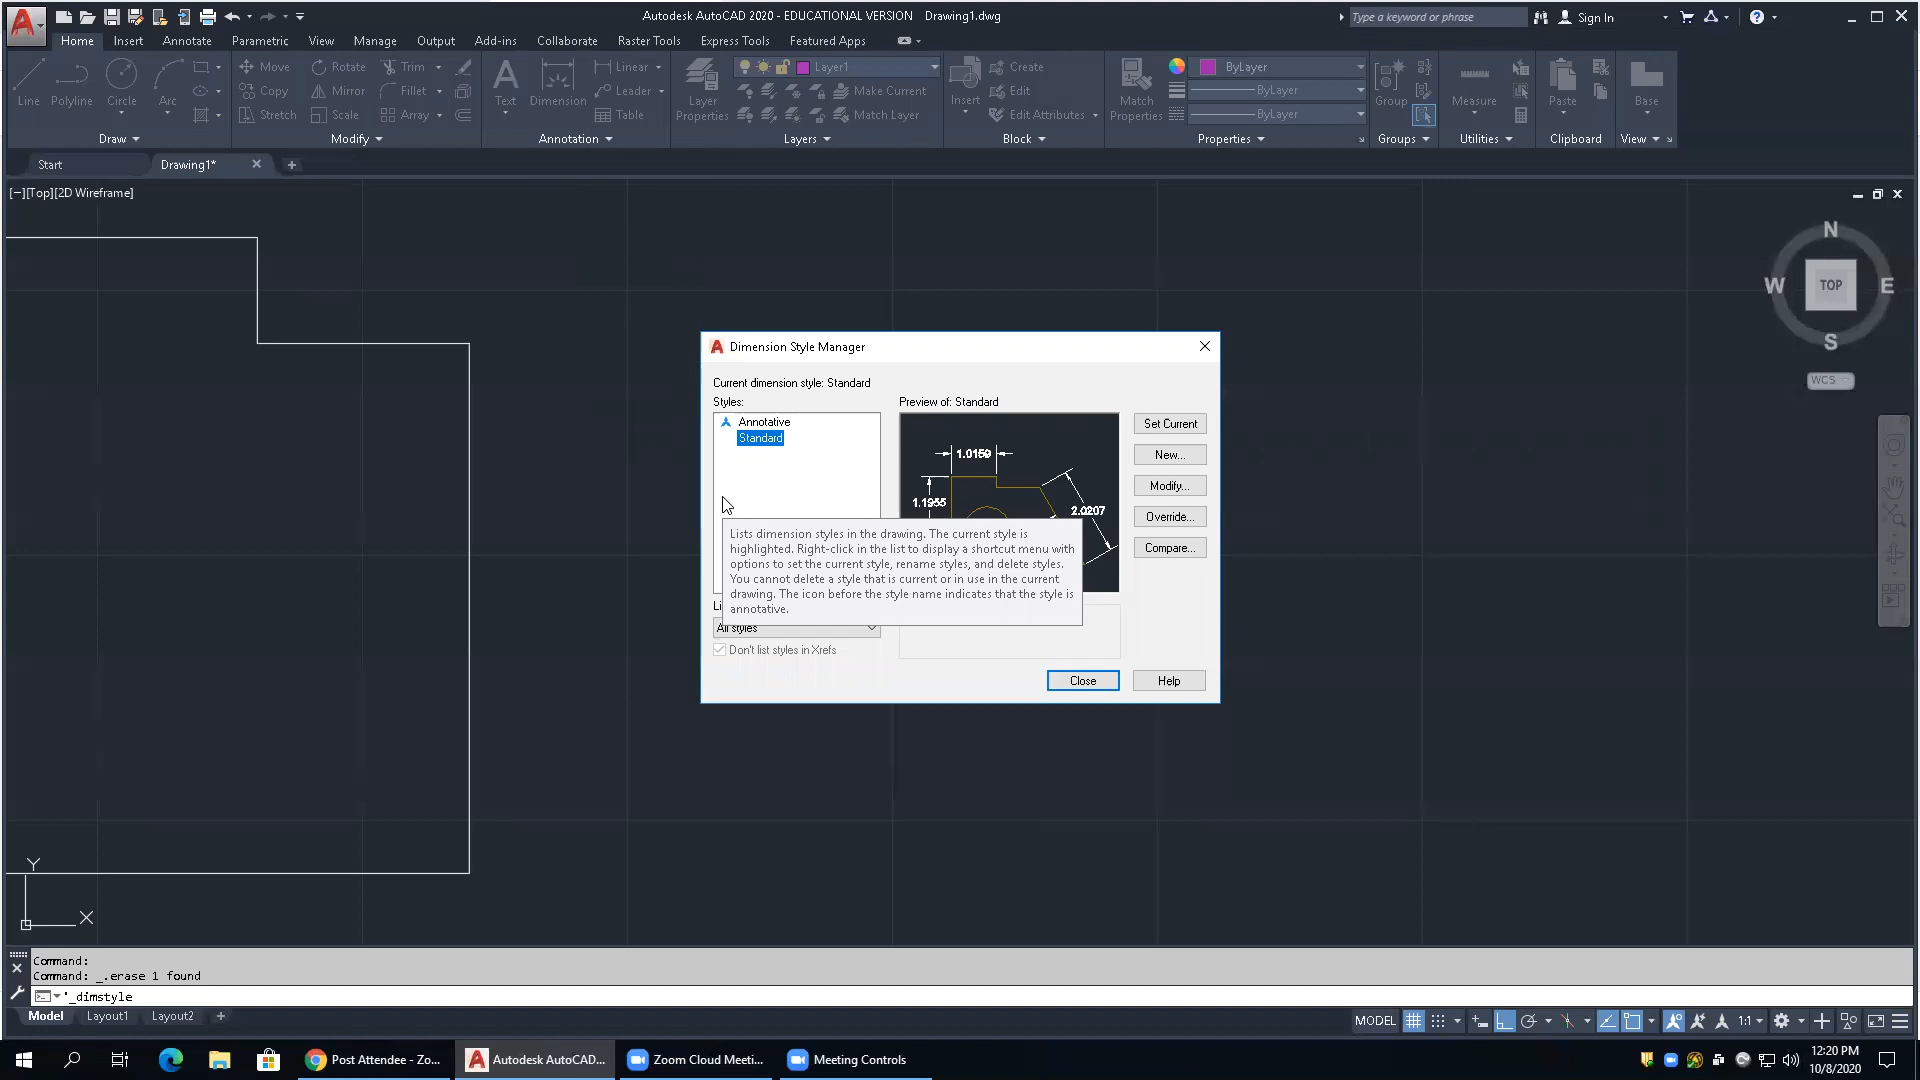 Autodesk AutoCAD 2020 - EDUCATIONAL VERSION Drawing1.dwg
Type a keyword or phrase
Sign In
Home Insert Annotate Parametric View Manage Output Add-ins Collaborate Raster Tools Express Tools Featured Apps
Line Polyline Circle Arc
Move Rotate Trim
Copy Mirror Fillet
Stretch Scale Array
Text Dimension
Linear
Leader
Table
Layer Properties
Layer1
Make Current
Match Layer
Insert
Create
Edit
Edit Attributes
Match Properties
ByLayer
ByLayer
ByLayer
Group
Measure
Paste
Base
Draw Modify Annotation Layers Block Properties Groups Utilities Clipboard View
Start Drawing1*
[−][Top][2D Wireframe]
N
W TOP E
S
WCS
Dimension Style Manager
Current dimension style: Standard
Styles:
Annotative
Standard
Preview of: Standard
1.0159
1.1955
2.0207
Set Current
New...
Modify...
Override...
Compare...
Lists dimension styles in the drawing. The current style is
highlighted. Right-click in the list to display a shortcut menu with
options to set the current style, rename styles, and delete styles.
You cannot delete a style that is current or in use in the current
drawing. The icon before the style name indicates that the style is
annotative.
Li
All styles
Don't list styles in Xrefs
Close Help
Y
X
Command:
Command: _.erase 1 found
'_dimstyle
Model Layout1 Layout2 +
MODEL 1:1
Post Attendee - Zo... Autodesk AutoCAD... Zoom Cloud Meeti... Meeting Controls
12:20 PM
10/8/2020